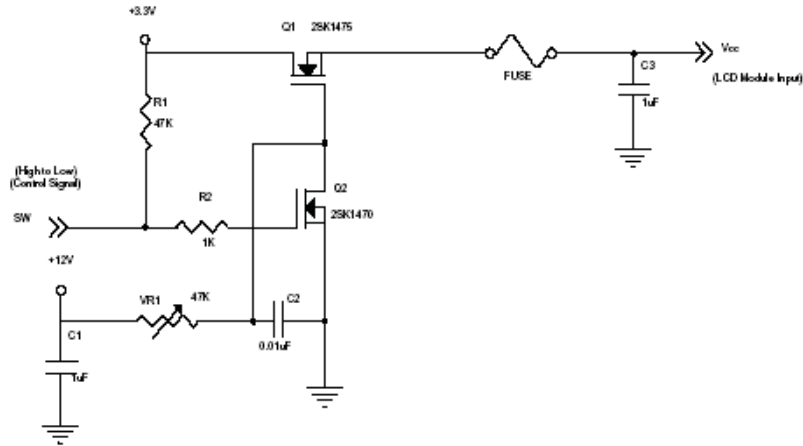 +3.3V
Q1 2SK1475
Vcc
(LCD Module Input)
FUSE
C3
1uF
R1
47K
(High to Low)
(Control Signal)
SW
R2
1K
Q2
2SK1470
+12V
VR1
47K
C2
0.01uF
C1
1uF